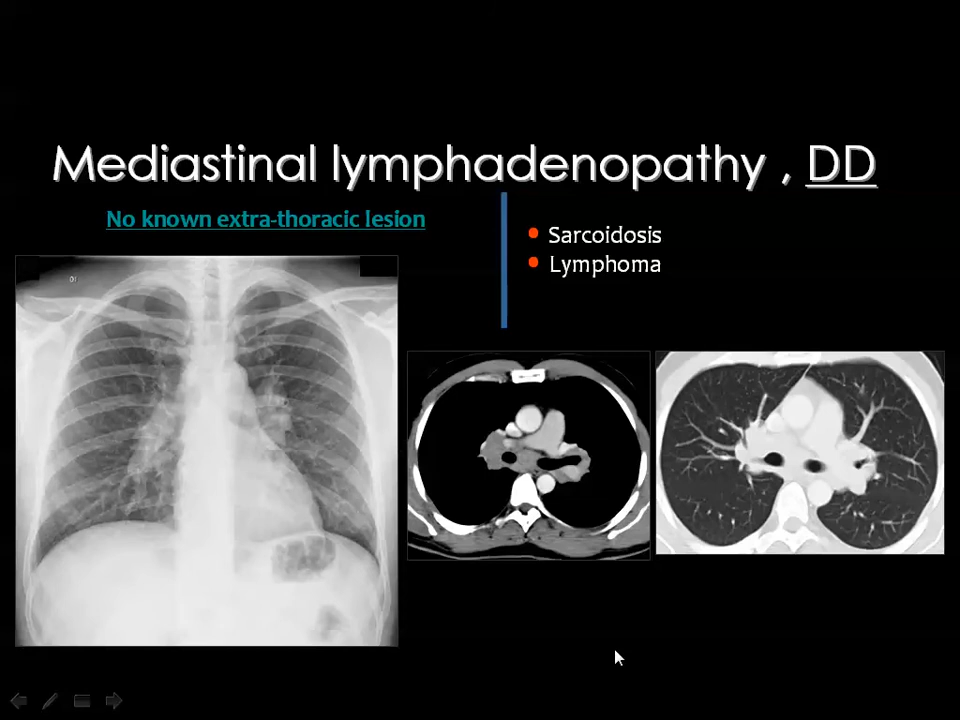 Mediastinal lymphadenopathy , DD
No known extra-thoracic lesion
Sarcoidosis
Lymphoma